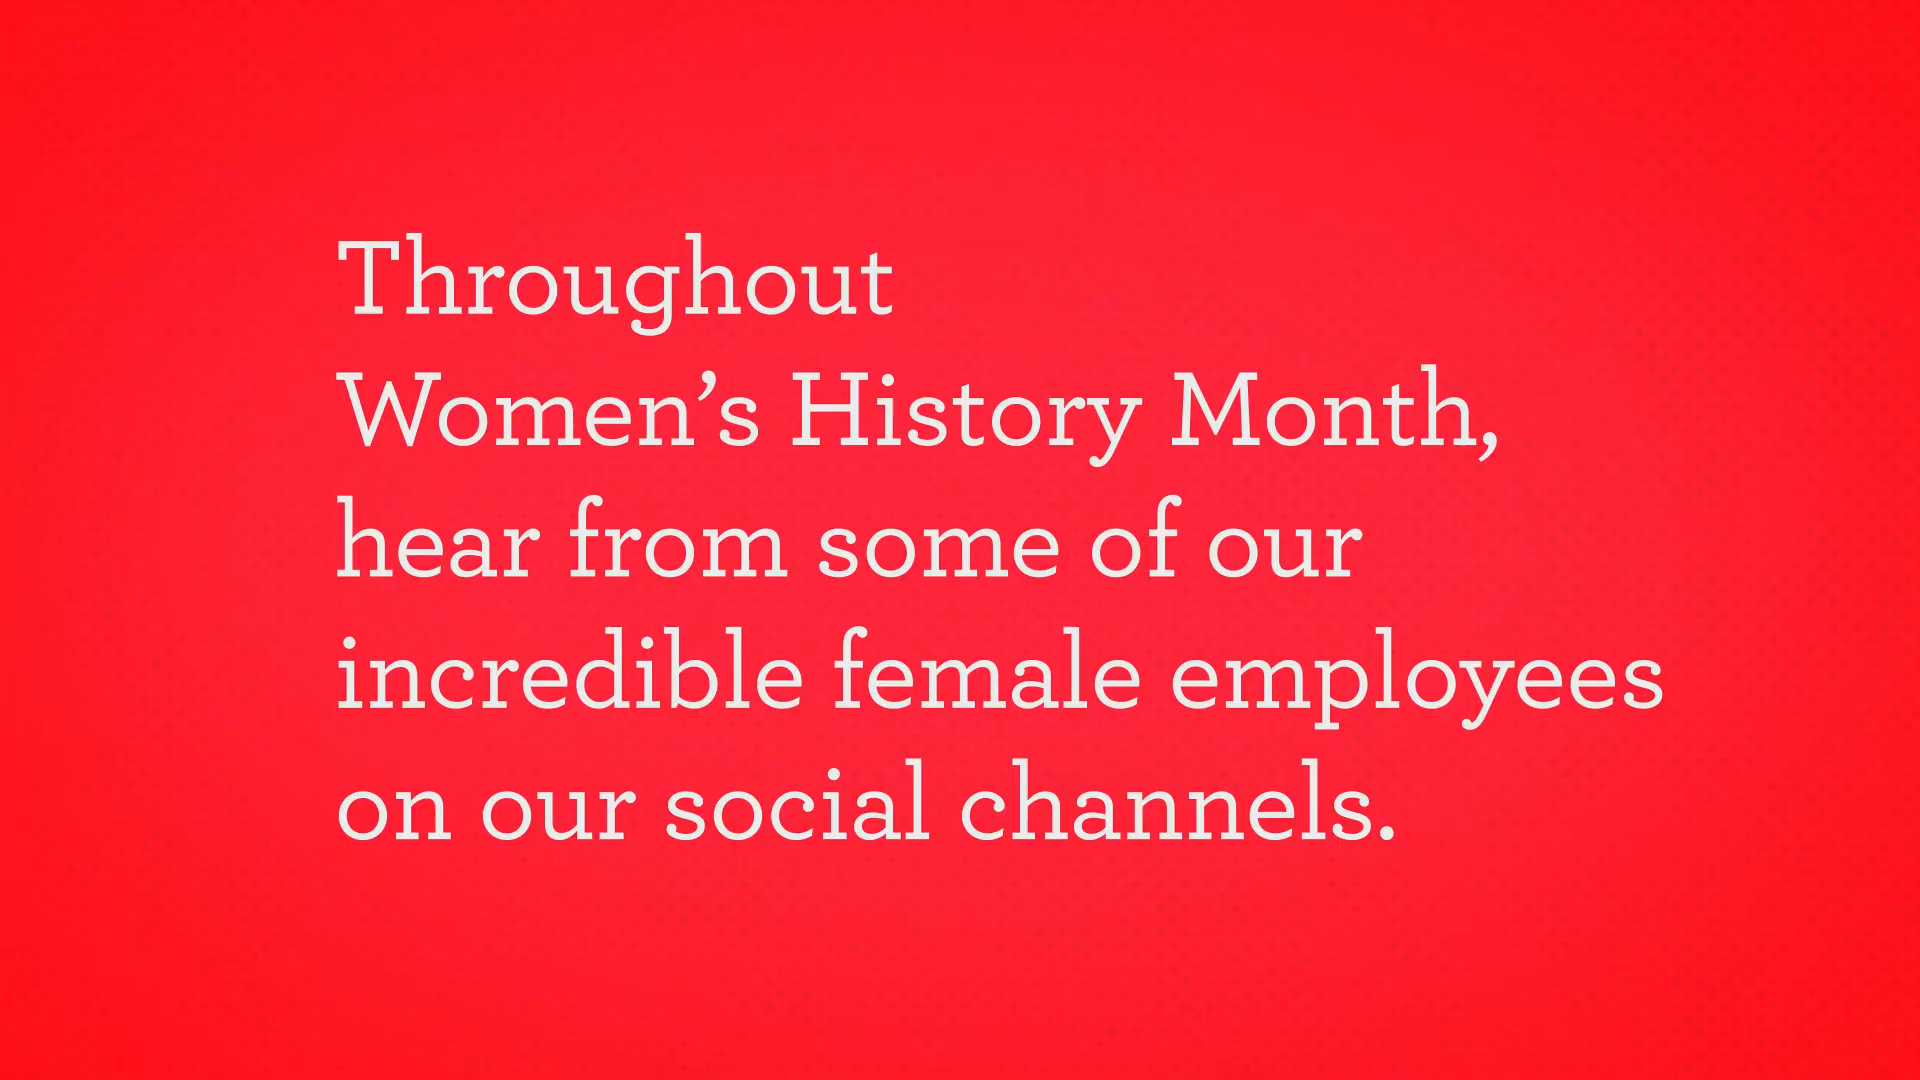 Throughout
Women’s History Month,
hear from some of our
incredible female employees
on our social channels.